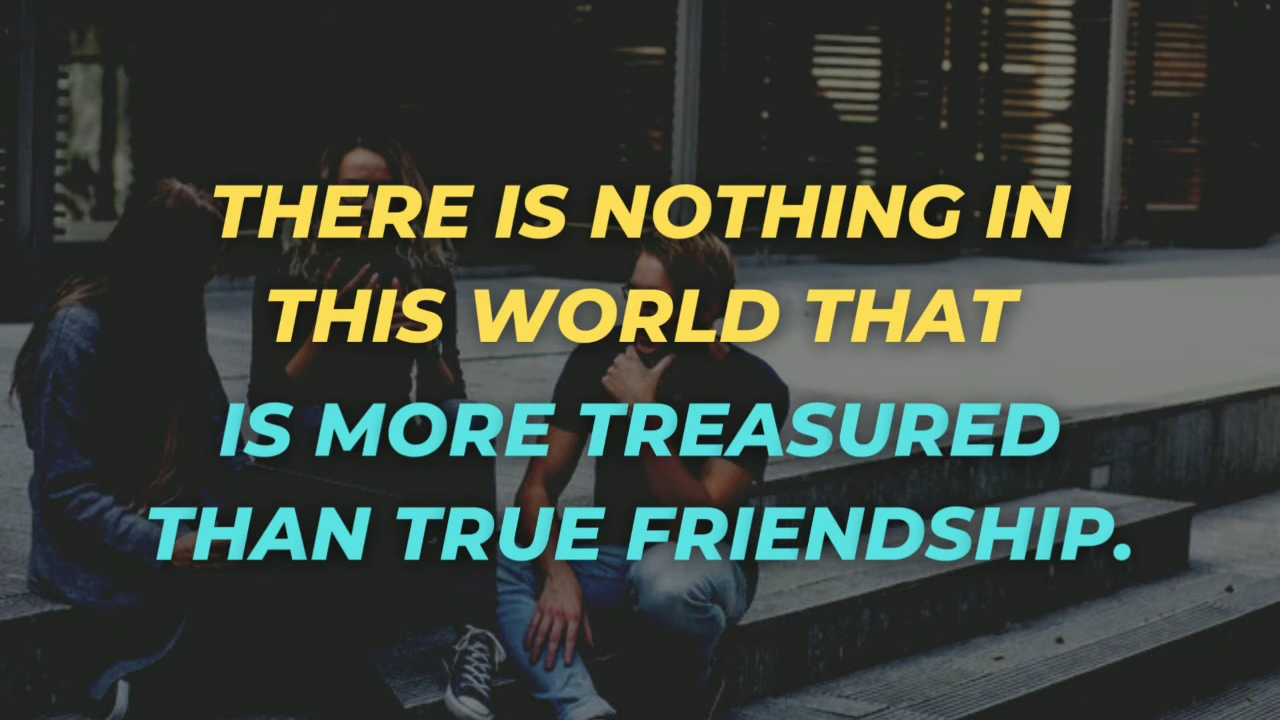 THERE IS NOTHING IN
THIS WORLD THAT
IS MORE TREASURED
THAN TRUE FRIENDSHIP.